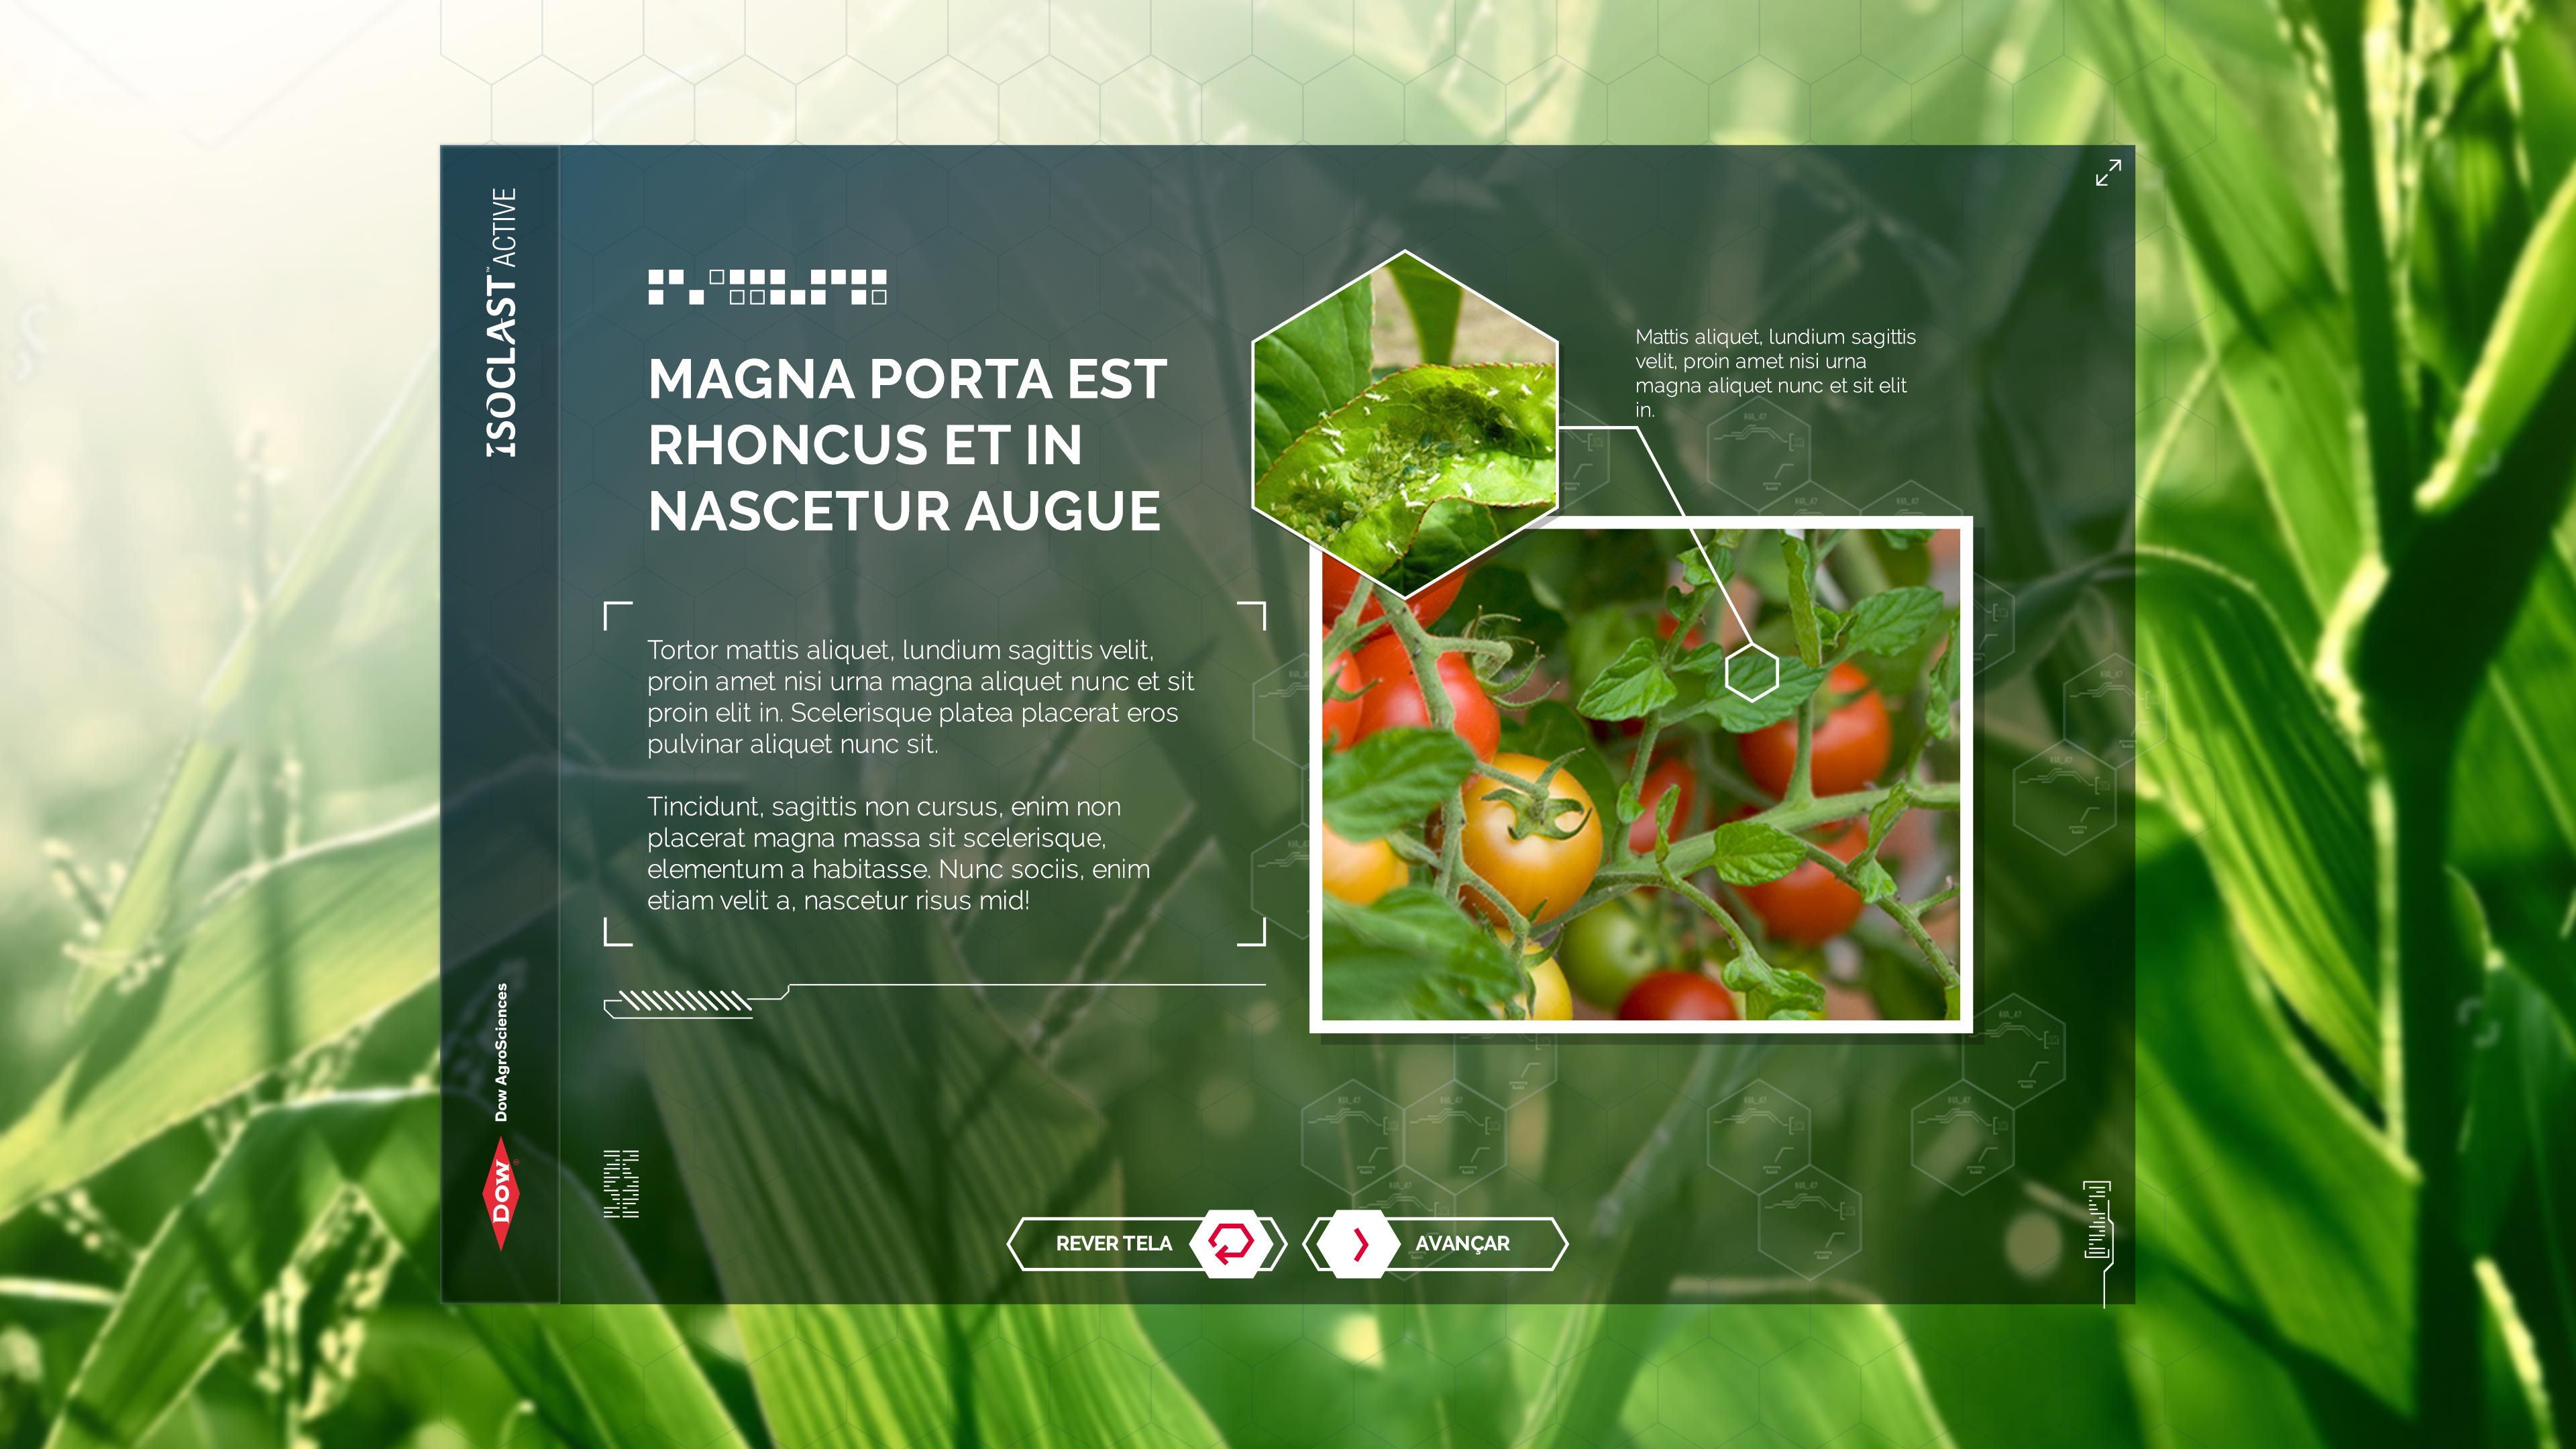 ISOCLAST™ ACTIVE
MAGNA PORTA EST
RHONCUS ET IN
NASCETUR AUGUE
Mattis aliquet, lundium sagittis
velit, proin amet nisi urna
magna aliquet nunc et sit elit
in.
Tortor mattis aliquet, lundium sagittis velit,
proin amet nisi urna magna aliquet nunc et sit
proin elit in. Scelerisque platea placerat eros
pulvinar aliquet nunc sit.
Tincidunt, sagittis non cursus, enim non
placerat magna massa sit scelerisque,
elementum a habitasse. Nunc sociis, enim
etiam velit a, nascetur risus mid!
Dow AgroSciences
DOW®
REVER TELA
AVANÇAR